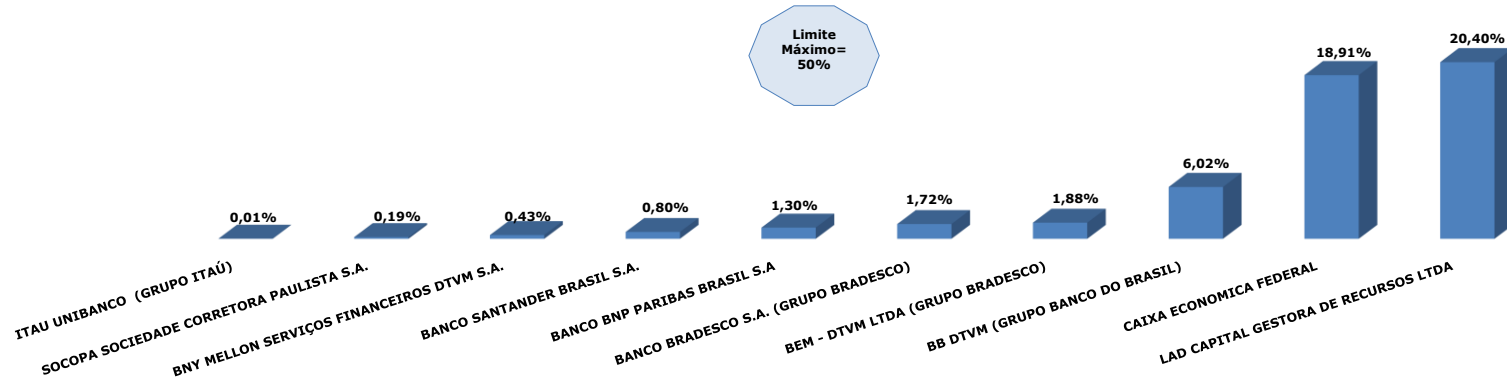 Limite
Máximo=
50%
0,01%
0,19%
0,43%
0,80%
1,30%
1,72%
1,88%
6,02%
18,91%
20,40%
ITAU UNIBANCO (GRUPO ITAÚ)
SOCOPA SOCIEDADE CORRETORA PAULISTA S.A.
BNY MELLON SERVIÇOS FINANCEIROS DTVM S.A.
BANCO SANTANDER BRASIL S.A.
BANCO BNP PARIBAS BRASIL S.A
BANCO BRADESCO S.A. (GRUPO BRADESCO)
BEM - DTVM LTDA (GRUPO BRADESCO)
BB DTVM (GRUPO BANCO DO BRASIL)
CAIXA ECONOMICA FEDERAL
LAD CAPITAL GESTORA DE RECURSOS LTDA